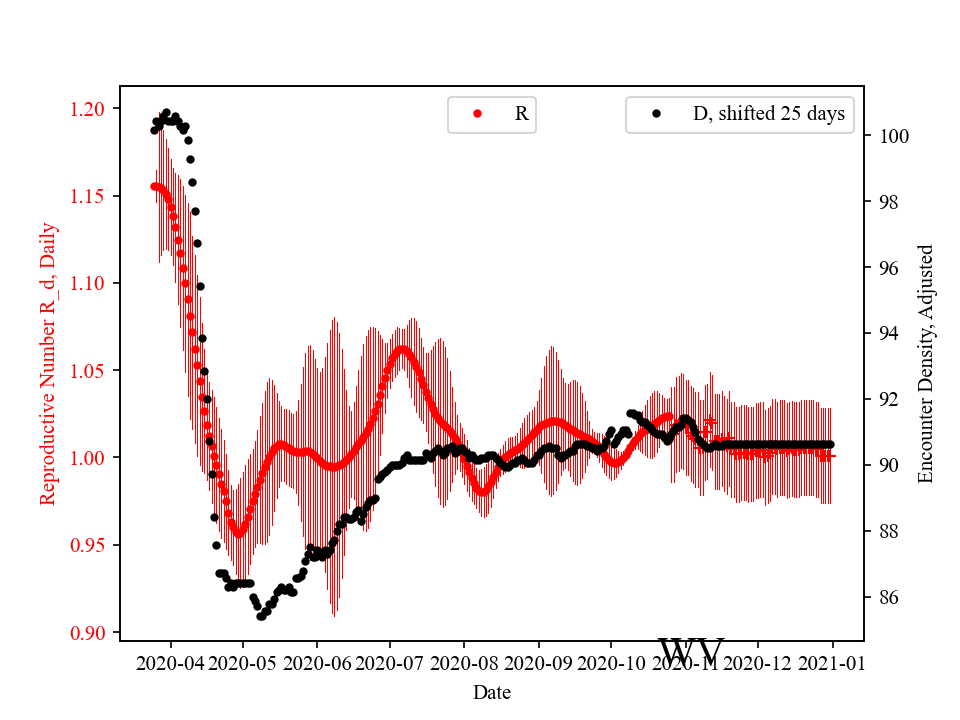 R
D, shifted 25 days
1.20
1.15
1.10
1.05
1.00
0.95
0.90
Reproductive Number R_d, Daily
100
98
96
94
92
90
88
86
Encounter Density, Adjusted
2020-04 2020-05 2020-06 2020-07 2020-08 2020-09 2020-10 2020-11 2020-12 2021-01
WV
Date